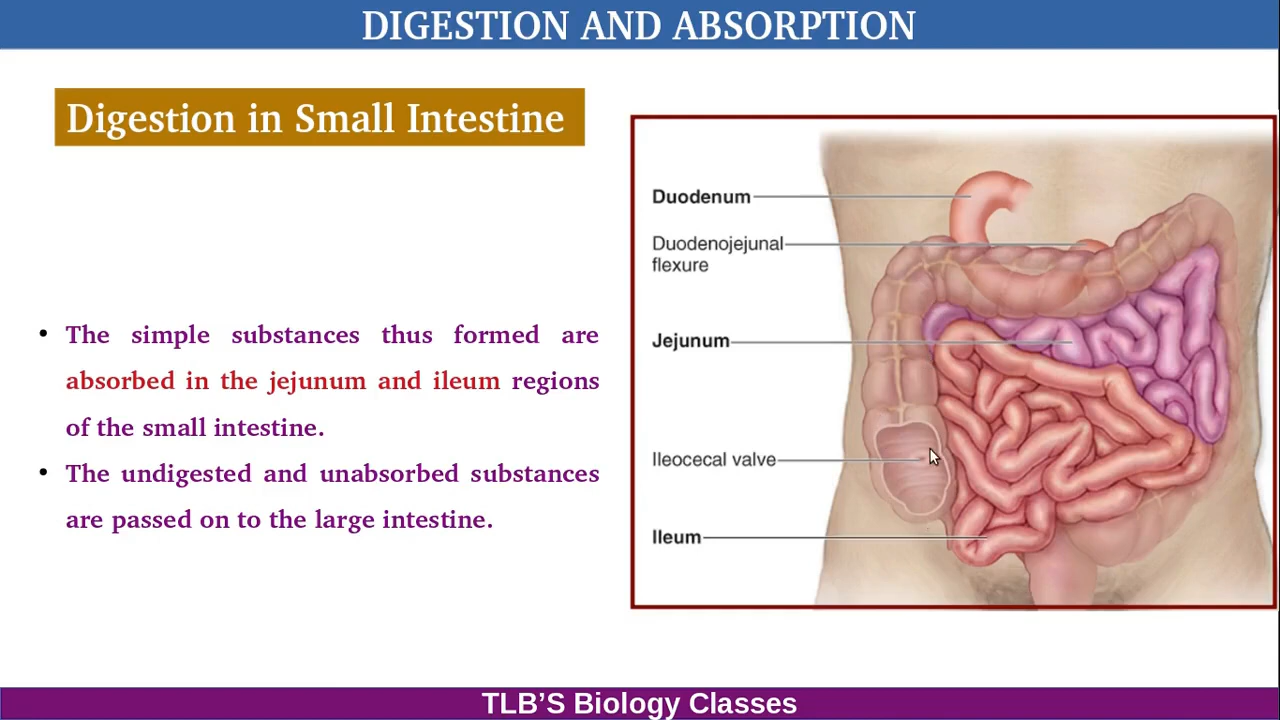 DIGESTION AND ABSORPTION
Digestion in Small Intestine
• The simple substances thus formed are
absorbed in the jejunum and ileum regions
of the small intestine.
• The undigested and unabsorbed substances
are passed on to the large intestine.
Duodenum
Duodenojejunal
flexure
Jejunum
Ileocecal valve
Ileum
TLB’S Biology Classes